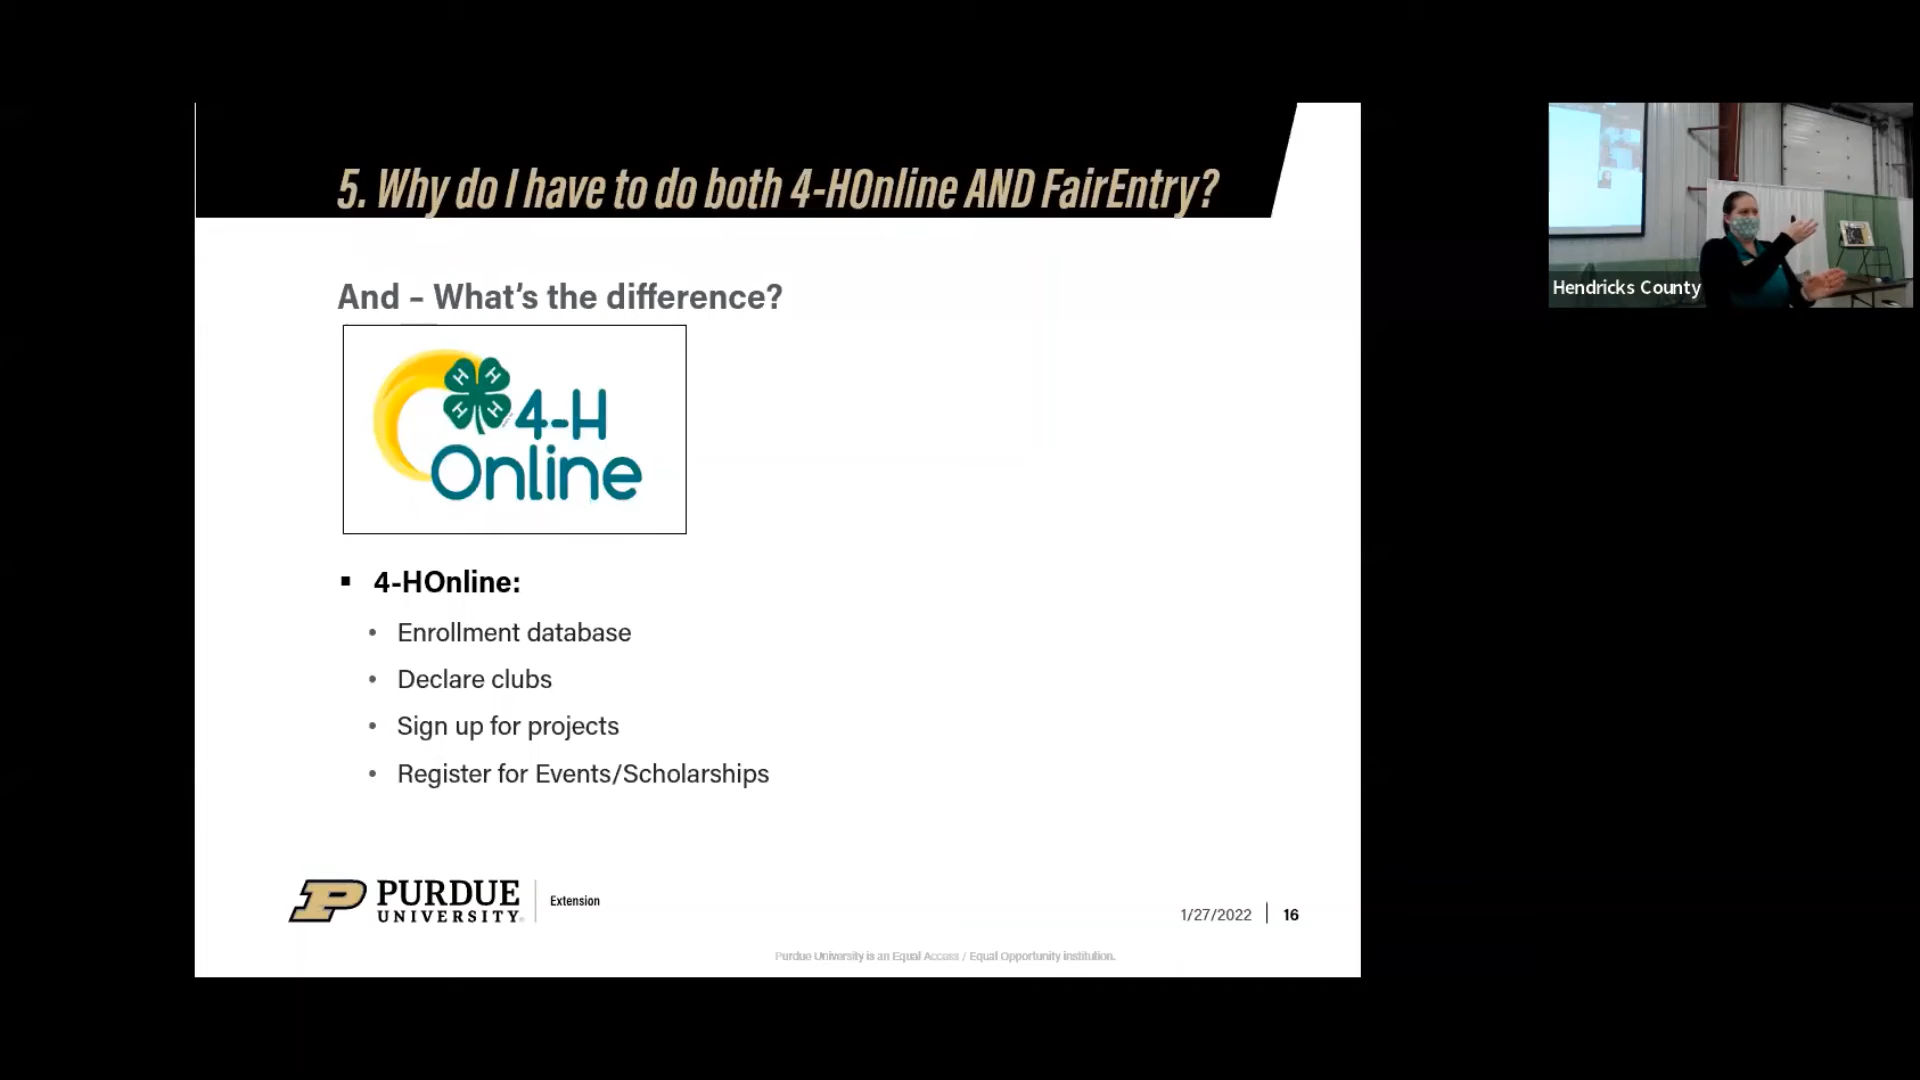 5. Why do I have to do both 4-HOnline AND FairEntry?
And – What's the difference?
H H
H H
4-H
Online
▪ 4-HOnline:
• Enrollment database
• Declare clubs
• Sign up for projects
• Register for Events/Scholarships
P PURDUE UNIVERSITY® | Extension
1/27/2022 | 16
Purdue University is an Equal Access / Equal Opportunity institution.
Hendricks County